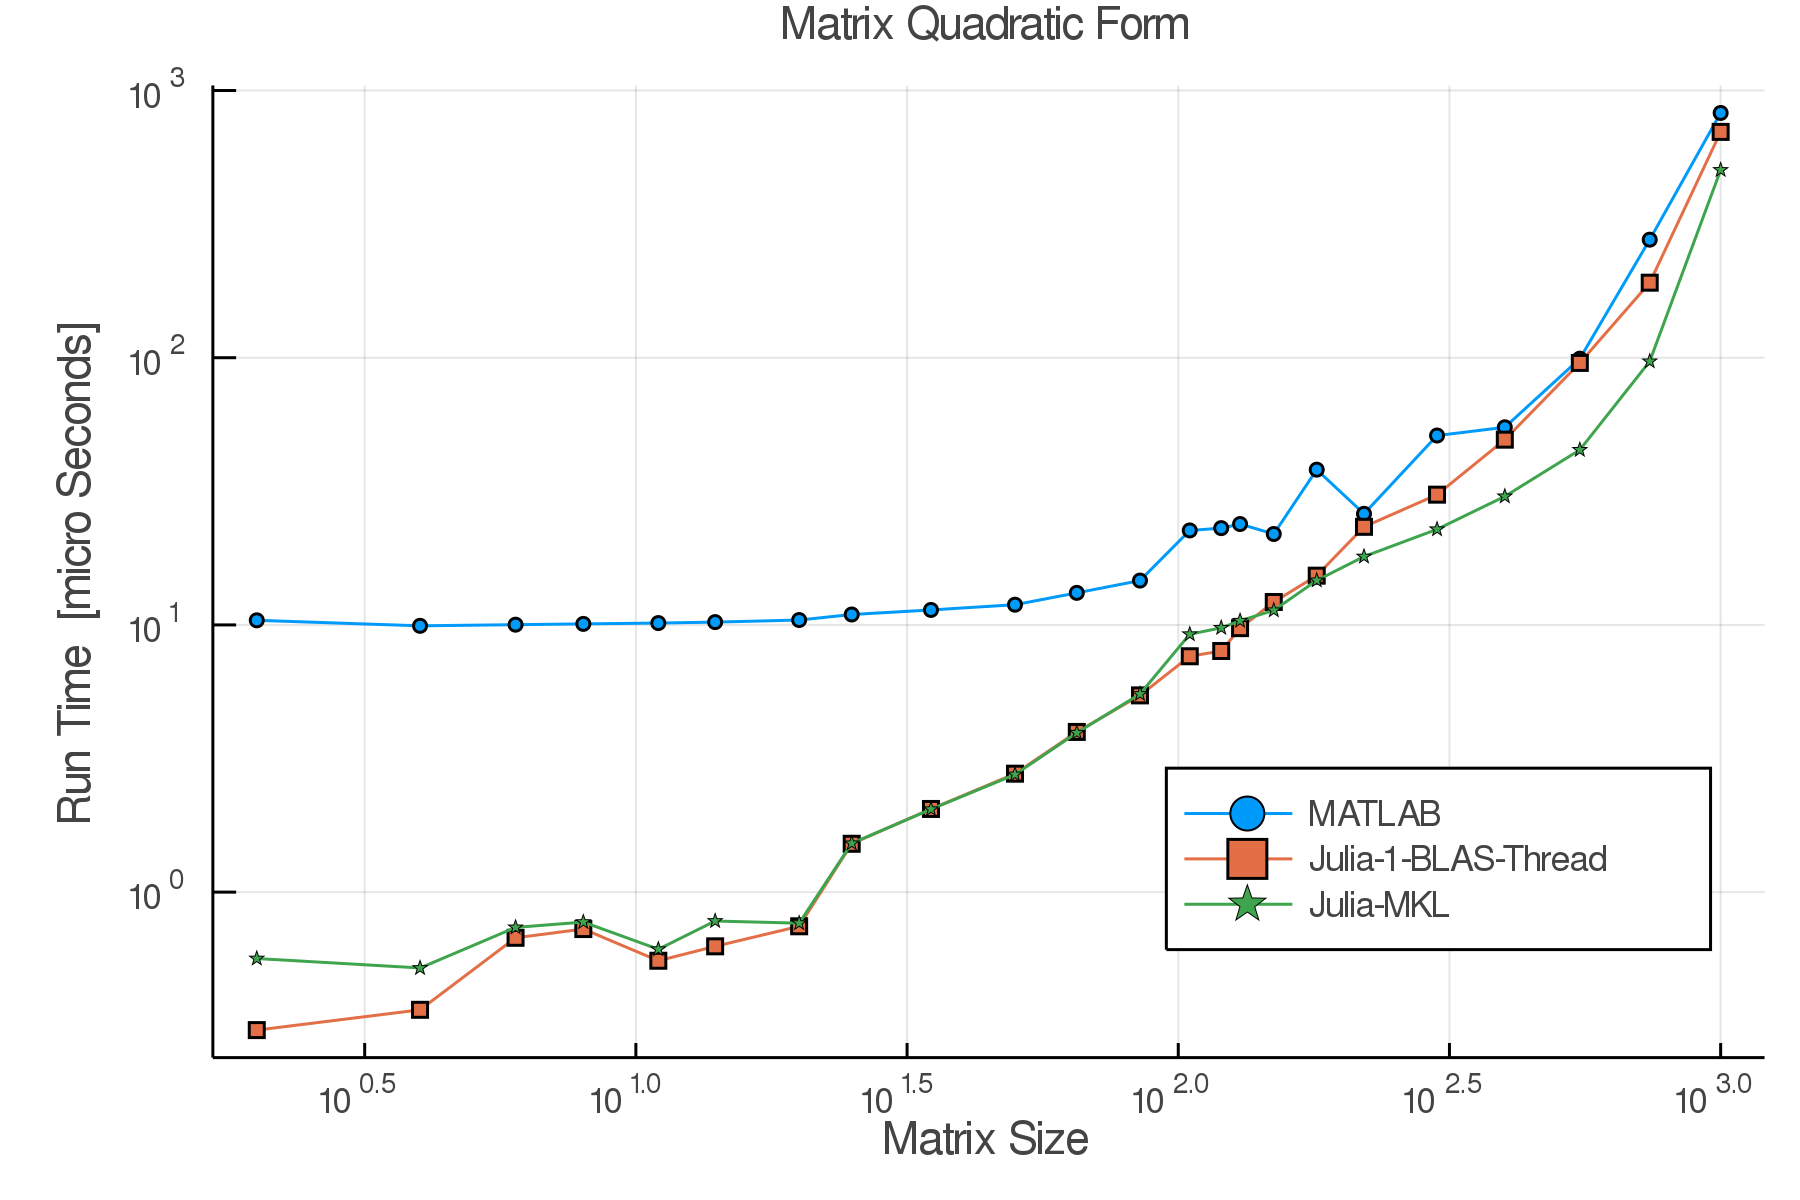 Matrix Quadratic Form
10^3
10^2
10^1
10^0
Run Time [micro Seconds]
MATLAB
Julia-1-BLAS-Thread
Julia-MKL
10^0.5 10^1.0 10^1.5 10^2.0 10^2.5 10^3.0
Matrix Size